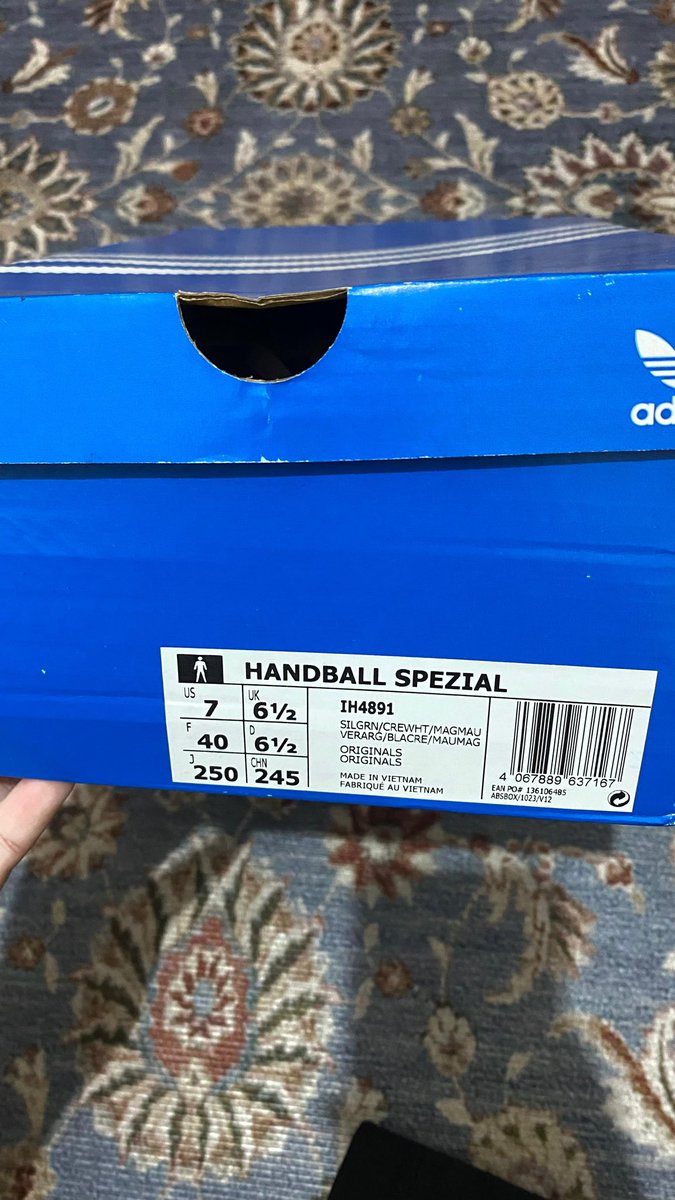 ad
HANDBALL SPEZIAL
US 7
UK 6½
F 40
D 6½
J 250
CHN 245
IH4891
SILGRN/CREWHT/MAGMAU
VERARG/BLACRE/MAUMAG
ORIGINALS
ORIGINALS
MADE IN VIETNAM
FABRIQUÉ AU VIETNAM
4 067889 637167
EAN PO# 136106485
ABSBOX/1023/V12